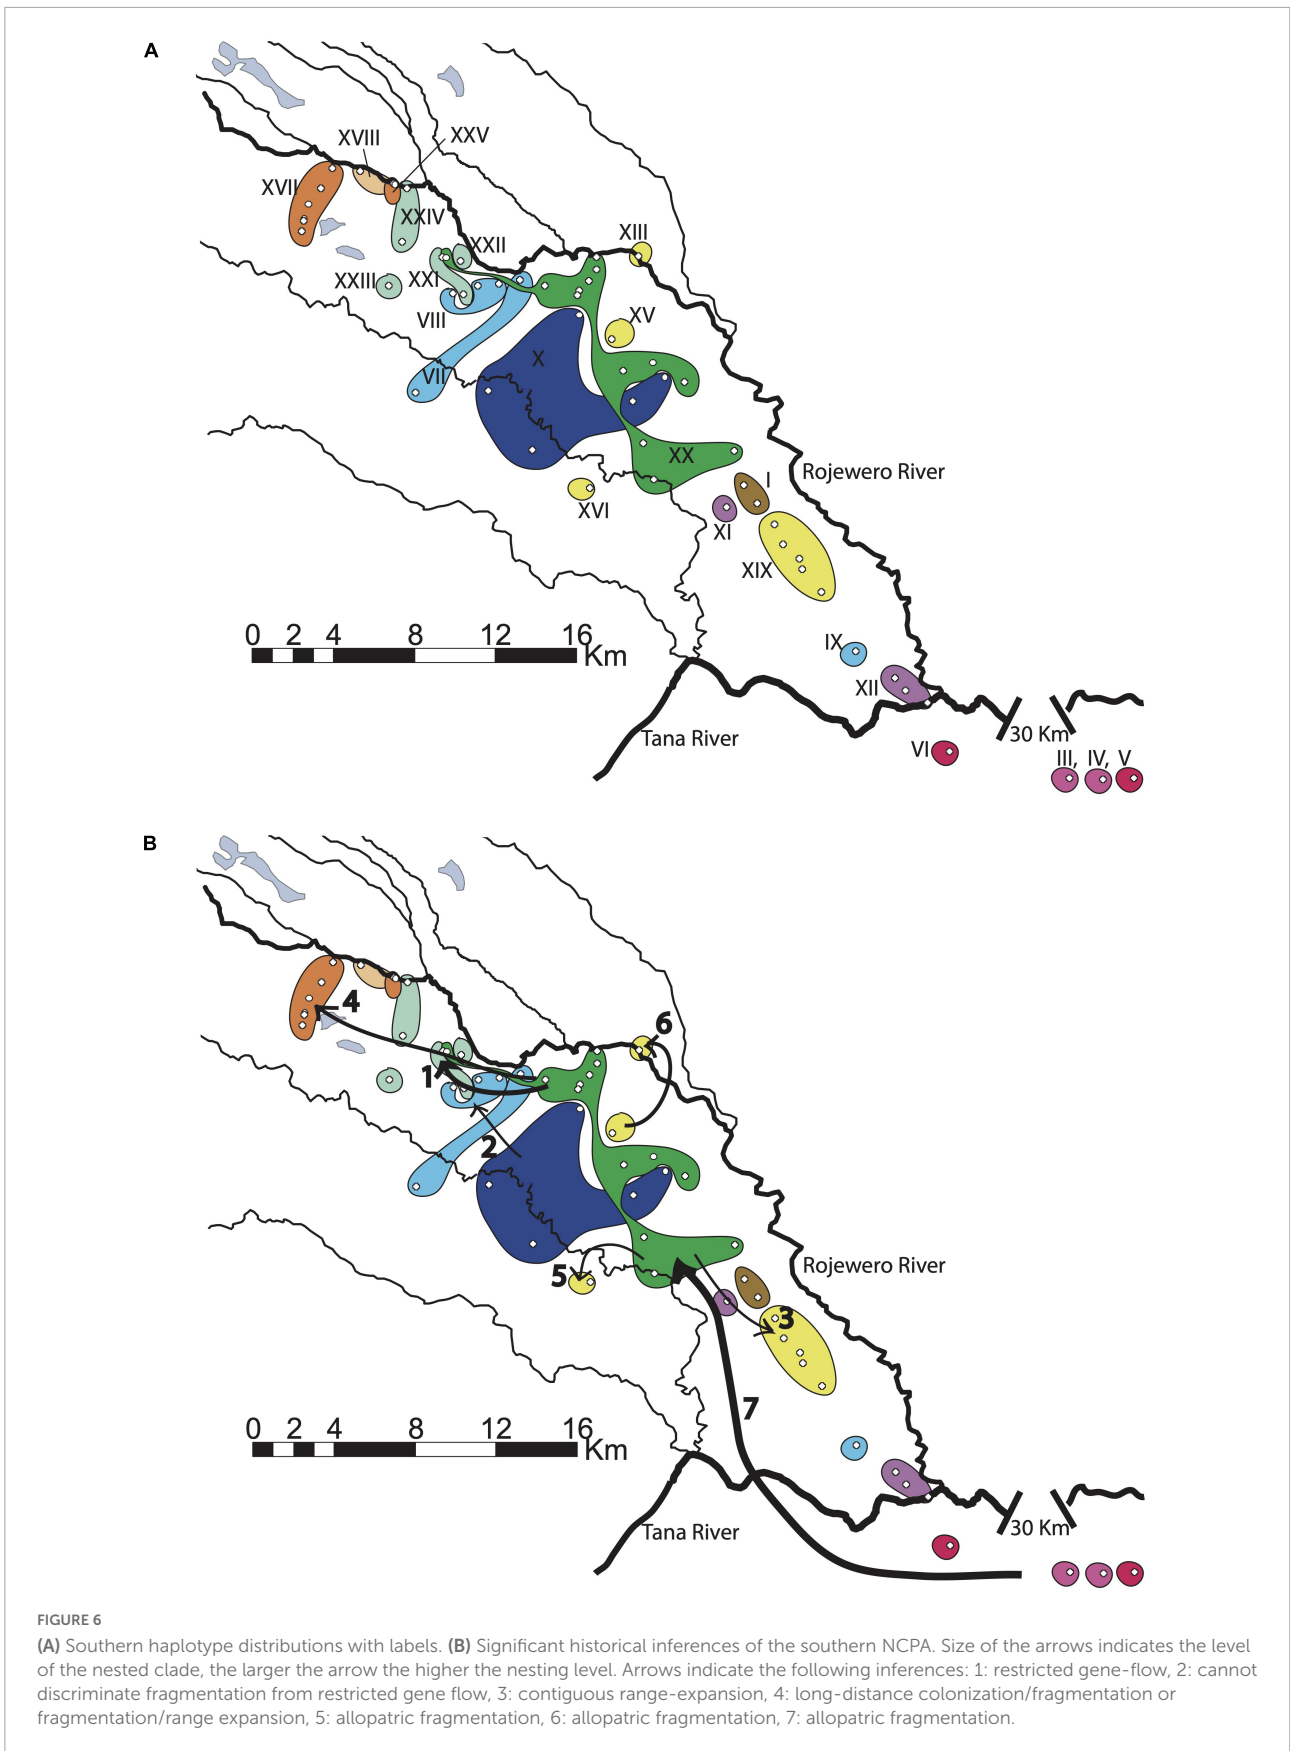 A
XVIII
XXV
XVII
XXIV
XIII
XXII
XXIII
XXI
XV
VIII
X
VII
XX
Rojewero River
I
XVI
XI
XIX
0 2 4 8 12 16 Km
IX
XII
30 Km
Tana River
VI
III, IV, V
B
4
6
1
2
5
Rojewero River
3
7
0 2 4 8 12 16 Km
30 Km
Tana River
FIGURE 6
(A) Southern haplotype distributions with labels. (B) Significant historical inferences of the southern NCPA. Size of the arrows indicates the level
of the nested clade, the larger the arrow the higher the nesting level. Arrows indicate the following inferences: 1: restricted gene-flow, 2: cannot
discriminate fragmentation from restricted gene flow, 3: contiguous range-expansion, 4: long-distance colonization/fragmentation or
fragmentation/range expansion, 5: allopatric fragmentation, 6: allopatric fragmentation, 7: allopatric fragmentation.